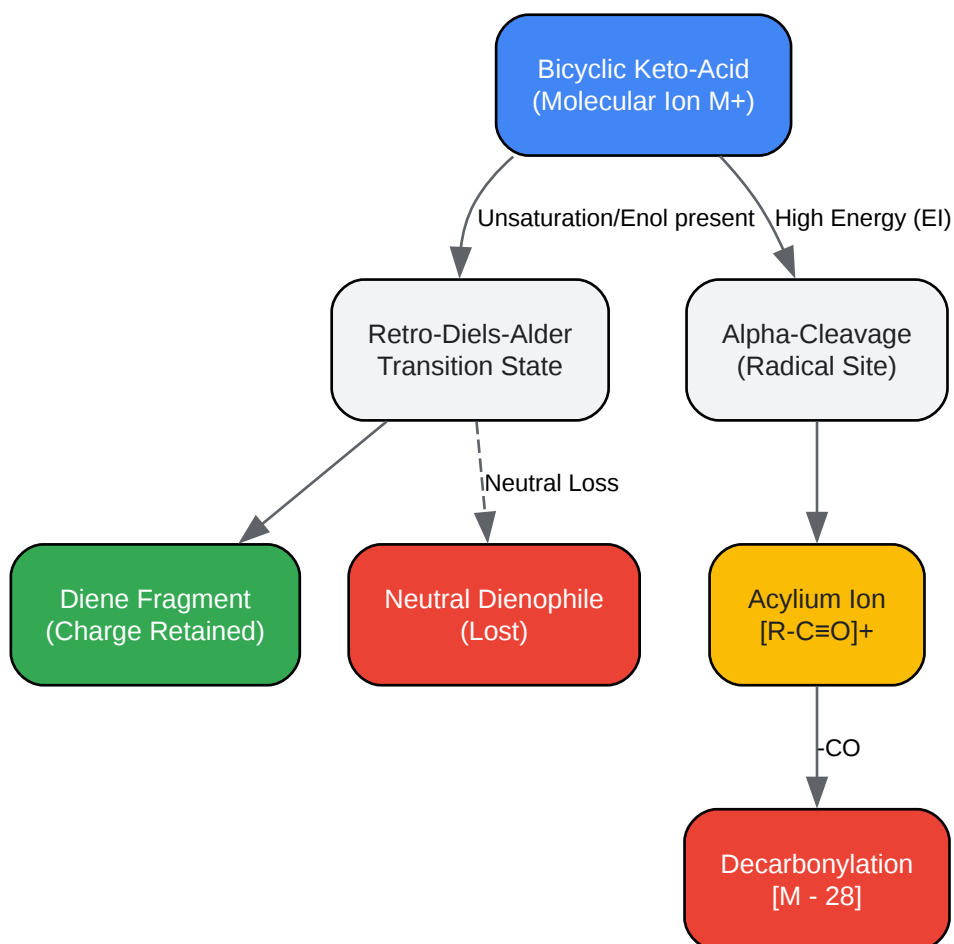 Bicyclic Keto-Acid
(Molecular Ion M+)
Unsaturation/Enol present
High Energy (EI)
Retro-Diels-Alder
Transition State
Alpha-Cleavage
(Radical Site)
Neutral Loss
Diene Fragment
(Charge Retained)
Neutral Dienophile
(Lost)
Acylium Ion
[R-C≡O]+
-CO
Decarbonylation
[M - 28]